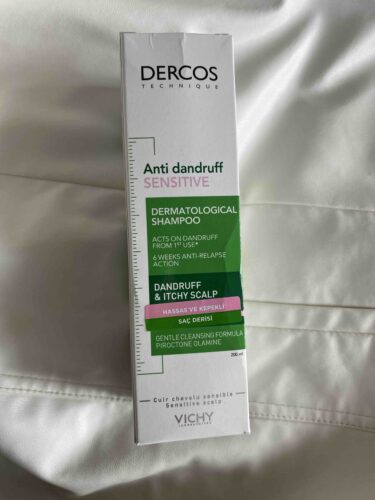 DERCOS
TECHNIQUE
Anti dandruff
SENSITIVE
DERMATOLOGICAL
SHAMPOO
ACTS ON DANDRUFF
FROM 1ST USE*
6 WEEKS ANTI-RELAPSE
ACTION
DANDRUFF
& ITCHY SCALP
HASSAS VE KEPEKLİ
SAÇ DERİSİ
GENTLE CLEANSING FORMULA
PIROCTONE OLAMINE
200 ml
Cuir chevelu sensible
Sensitive scalp
VICHY
LABORATOIRES